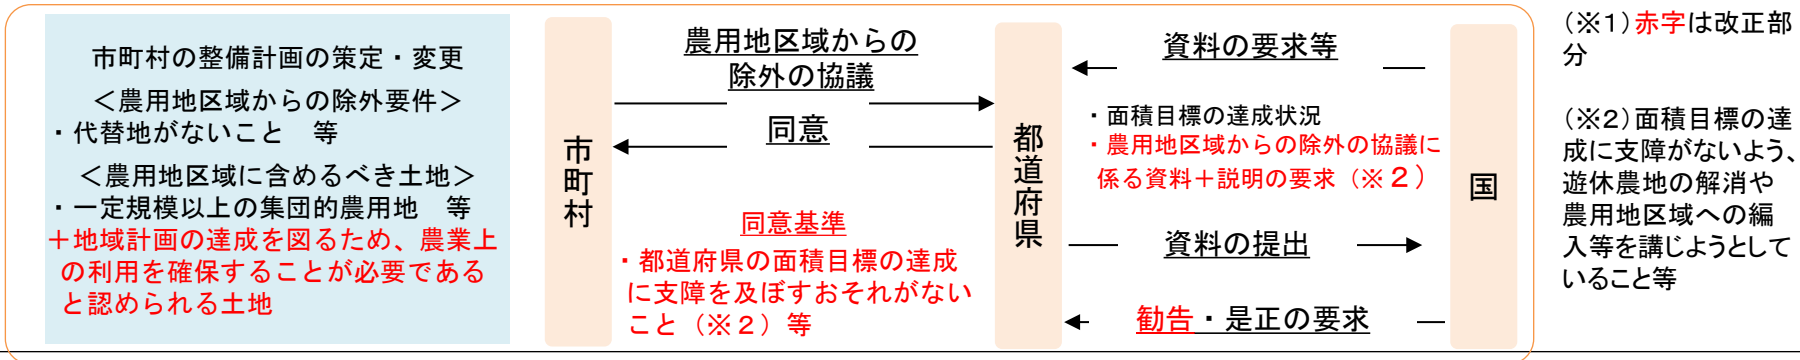 市町村の整備計画の策定・変更
＜農用地区域からの除外要件＞
・代替地がないこと　等
＜農用地区域に含めるべき土地＞
・一定規模以上の集団的農用地　等
＋地域計画の達成を図るため、農業上
の利用を確保することが必要である
と認められる土地
市町村
農用地区域からの
除外の協議
同意
同意基準
・都道府県の面積目標の達成
に支障を及ぼすおそれがない
こと（※２）等
都道府県
資料の要求等
・面積目標の達成状況
・農用地区域からの除外の協議に
係る資料＋説明の要求（※２）
資料の提出
勧告・是正の要求
国
(※1)赤字は改正部
分
(※2)面積目標の達
成に支障がないよう、
遊休農地の解消や
農用地区域への編
入等を講じようとして
いること等